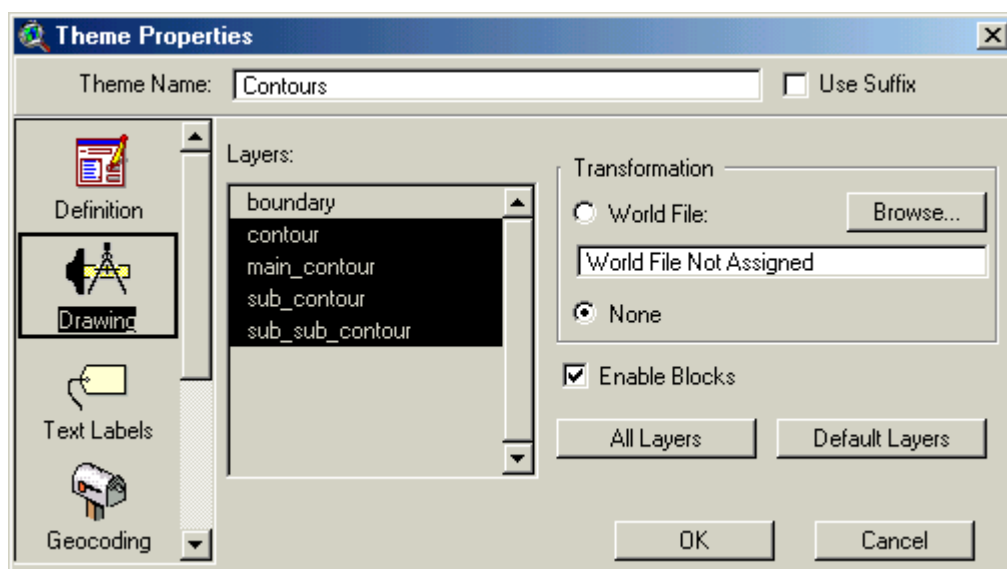 Theme Properties
Theme Name: Contours Use Suffix
Definition
Drawing
Text Labels
Geocoding
Layers:
boundary
contour
main_contour
sub_contour
sub_sub_contour
Transformation
World File: Browse...
World File Not Assigned
None
Enable Blocks
All Layers Default Layers
OK Cancel